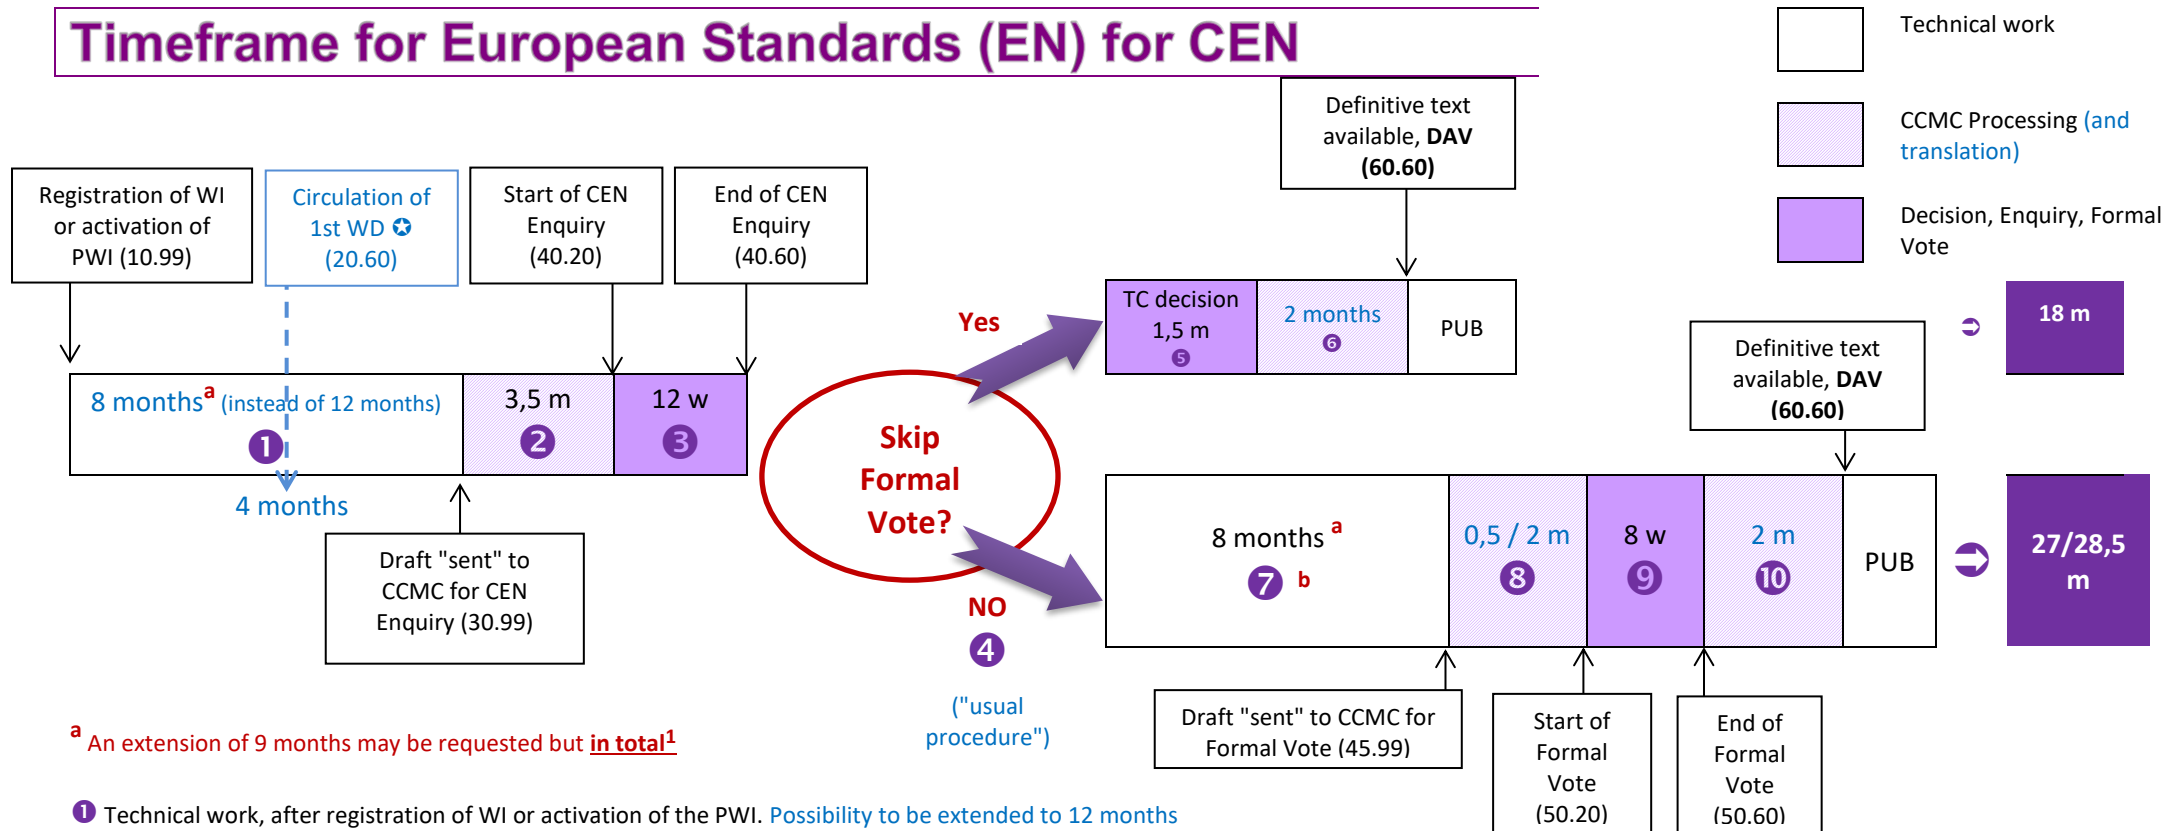 Timeframe for European Standards (EN) for CEN
Technical work
CCMC Processing (and
translation)
Decision, Enquiry, Formal
Vote
Definitive text
available, DAV
(60.60)
Registration of WI
or activation of
PWI (10.99)
Circulation of
1st WD ✪
(20.60)
Start of CEN
Enquiry
(40.20)
End of CEN
Enquiry
(40.60)
8 monthsᵃ (instead of 12 months)
❶
3,5 m
❷
12 w
❸
4 months
Draft "sent" to
CCMC for CEN
Enquiry (30.99)
Skip
Formal
Vote?
Yes
TC decision
1,5 m
❺
2 months
❻
PUB
➲
18 m
NO
❹
("usual
procedure")
Definitive text
available, DAV
(60.60)
8 months ᵃ
❼ ᵇ
0,5 / 2 m
❽
8 w
❾
2 m
❿
PUB
➲
27/28,5
m
Draft "sent" to CCMC for
Formal Vote (45.99)
Start of
Formal
Vote
(50.20)
End of
Formal
Vote
(50.60)
ᵃ An extension of 9 months may be requested but in total¹
❶ Technical work, after registration of WI or activation of the PWI. Possibility to be extended to 12 months